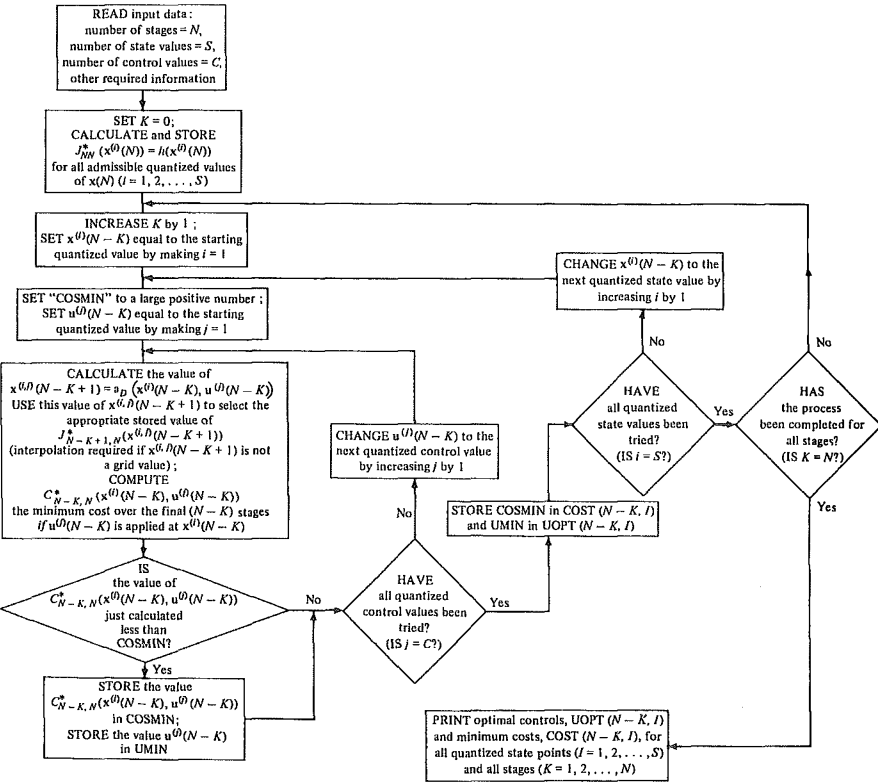 READ input data:
number of stages = N,
number of state values = S,
number of control values = C,
other required information
SET K = 0;
CALCULATE and STORE
J*NN (x(i)(N)) = h(x(i)(N))
for all admissible quantized values
of x(N) (i = 1, 2, . . . , S)
INCREASE K by 1 ;
SET x(i)(N − K) equal to the starting
quantized value by making i = 1
SET "COSMIN" to a large positive number ;
SET u(j)(N − K) equal to the starting
quantized value by making j = 1
CALCULATE the value of
x(i, j)(N − K + 1) = aD (x(i)(N − K), u(j)(N − K))
USE this value of x(i, j)(N − K + 1) to select the
appropriate stored value of
J*N − K + 1, N(x(i, j)(N − K + 1))
(interpolation required if x(i, j)(N − K + 1) is not
a grid value) ;
COMPUTE
C*N − K, N (x(i)(N − K), u(j)(N − K))
the minimum cost over the final (N − K) stages
if u(j)(N − K) is applied at x(i)(N − K)
IS
the value of
C*N − K, N(x(i)(N − K), u(j)(N − K))
just calculated
less than
COSMIN?
No
Yes
STORE the value
C*N − K, N(x(i)(N − K), u(j)(N − K))
in COSMIN;
STORE the value u(j)(N − K)
in UMIN
HAVE
all quantized
control values been
tried?
(IS j = C?)
No
Yes
CHANGE u(j)(N − K) to the
next quantized control value
by increasing j by 1
STORE COSMIN in COST (N − K, I)
and UMIN in UOPT (N − K, I)
HAVE
all quantized
state values been
tried?
(IS i = S?)
No
Yes
CHANGE x(i)(N − K) to the
next quantized state value by
increasing i by 1
HAS
the process
been completed for
all stages?
(IS K = N?)
No
Yes
PRINT optimal controls, UOPT (N − K, I)
and minimum costs, COST (N − K, I), for
all quantized state points (I = 1, 2, . . . , S)
and all stages (K = 1, 2, . . . , N)